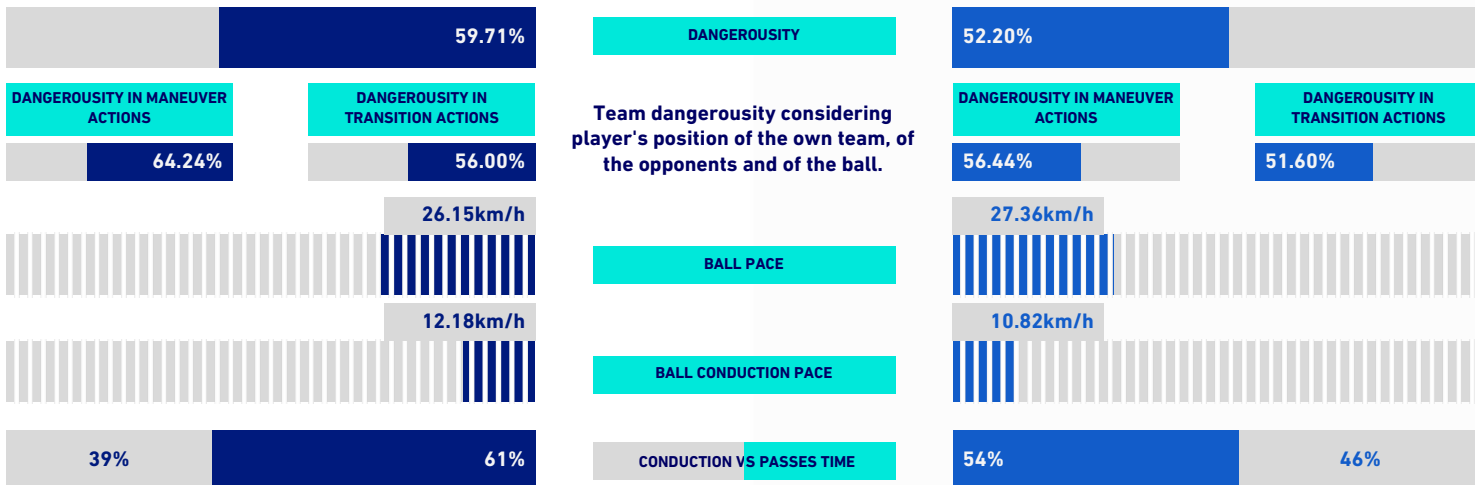 59.71%
DANGEROUSITY
52.20%
DANGEROUSITY IN MANEUVER
ACTIONS
DANGEROUSITY IN
TRANSITION ACTIONS
64.24%
56.00%
Team dangerousity considering
player's position of the own team, of
the opponents and of the ball.
DANGEROUSITY IN MANEUVER
ACTIONS
DANGEROUSITY IN
TRANSITION ACTIONS
56.44%
51.60%
26.15km/h
BALL PACE
27.36km/h
12.18km/h
BALL CONDUCTION PACE
10.82km/h
39%
61%
CONDUCTION VS PASSES TIME
54%
46%